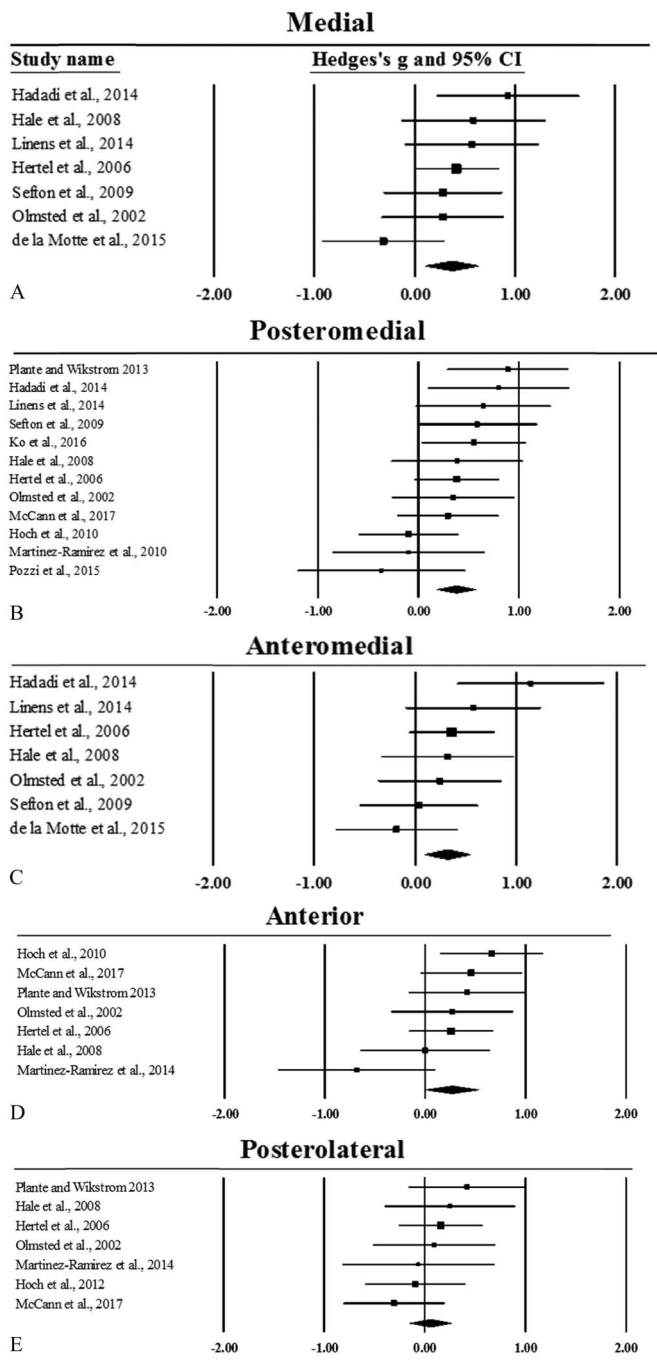 Medial
Study name Hedges's g and 95% CI
Hadadi et al., 2014
Hale et al., 2008
Linens et al., 2014
Hertel et al., 2006
Sefton et al., 2009
Olmsted et al., 2002
de la Motte et al., 2015
A
-2.00 -1.00 0.00 1.00 2.00
Posteromedial
Plante and Wikstrom 2013
Hadadi et al., 2014
Linens et al., 2014
Sefton et al., 2009
Ko et al., 2016
Hale et al., 2008
Hertel et al., 2006
Olmsted et al., 2002
McCann et al., 2017
Hoch et al., 2010
Martinez-Ramirez et al., 2010
Pozzi et al., 2015
B
-2.00 -1.00 0.00 1.00 2.00
Anteromedial
Hadadi et al., 2014
Linens et al., 2014
Hertel et al., 2006
Hale et al., 2008
Olmsted et al., 2002
Sefton et al., 2009
de la Motte et al., 2015
C
-2.00 -1.00 0.00 1.00 2.00
Anterior
Hoch et al., 2010
McCann et al., 2017
Plante and Wikstrom 2013
Olmsted et al., 2002
Hertel et al., 2006
Hale et al., 2008
Martinez-Ramirez et al., 2014
D
-2.00 -1.00 0.00 1.00 2.00
Posterolateral
Plante and Wikstrom 2013
Hale et al., 2008
Hertel et al., 2006
Olmsted et al., 2002
Martinez-Ramirez et al., 2014
Hoch et al., 2012
McCann et al., 2017
E
-2.00 -1.00 0.00 1.00 2.00